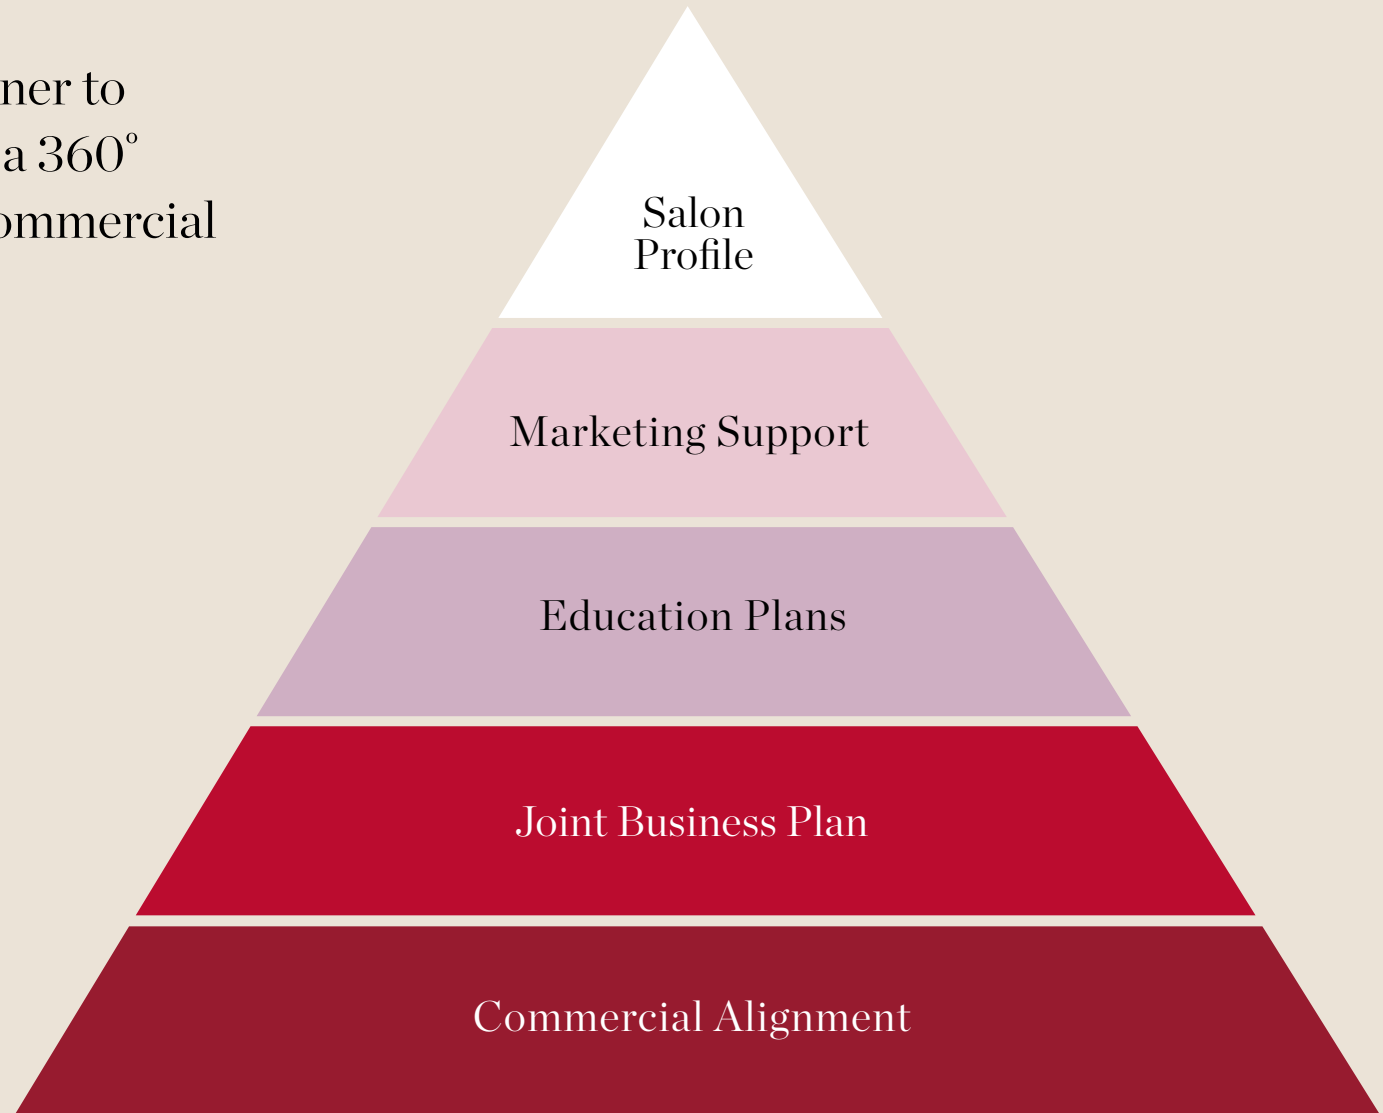 ner to
a 360°
ommercial
Salon
Profile
Marketing Support
Education Plans
Joint Business Plan
Commercial Alignment